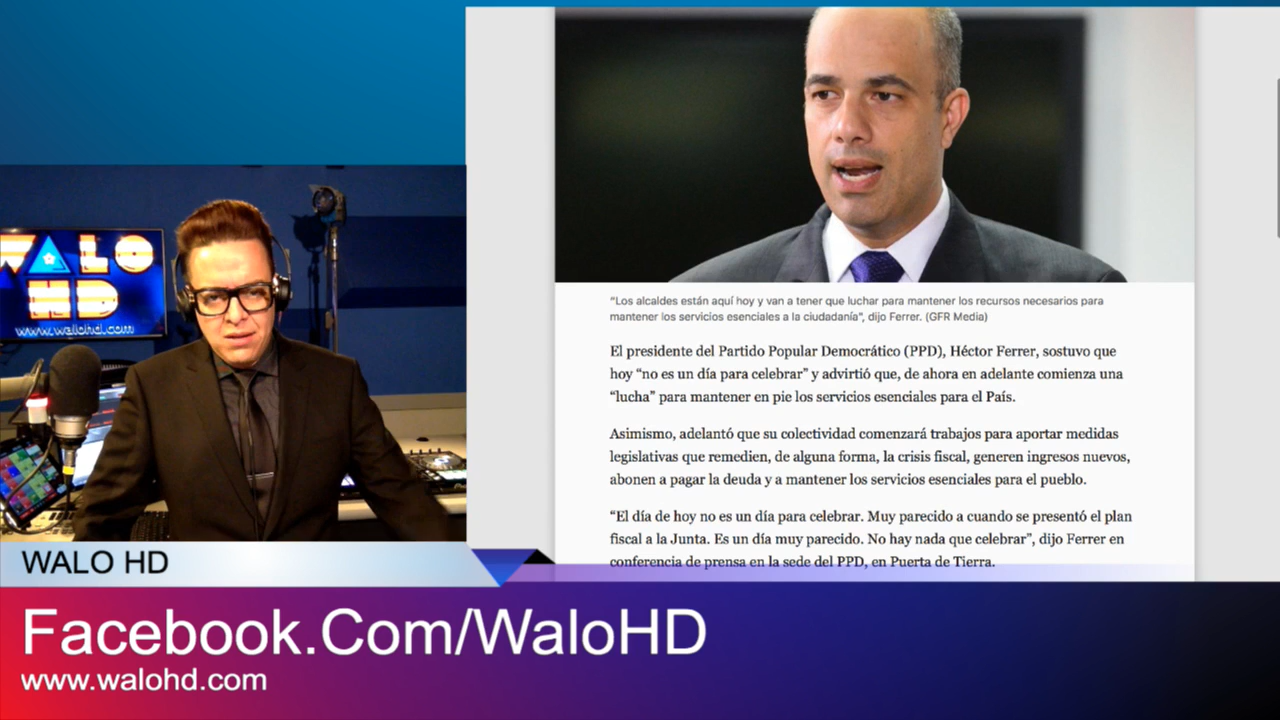 WALO
HD
www.walohd.com
“Los alcaldes están aquí hoy y van a tener que luchar para mantener los recursos necesarios para
mantener los servicios esenciales a la ciudadanía”, dijo Ferrer. (GFR Media)
El presidente del Partido Popular Democrático (PPD), Héctor Ferrer, sostuvo que
hoy “no es un día para celebrar” y advirtió que, de ahora en adelante comienza una
“lucha” para mantener en pie los servicios esenciales para el País.
Asimismo, adelantó que su colectividad comenzará trabajos para aportar medidas
legislativas que remedien, de alguna forma, la crisis fiscal, generen ingresos nuevos,
abonen a pagar la deuda y a mantener los servicios esenciales para el pueblo.
“El día de hoy no es un día para celebrar. Muy parecido a cuando se presentó el plan
fiscal a la Junta. Es un día muy parecido. No hay nada que celebrar”, dijo Ferrer en
conferencia de prensa en la sede del PPD, en Puerta de Tierra.
WALO HD
Facebook.Com/WaloHD
www.walohd.com